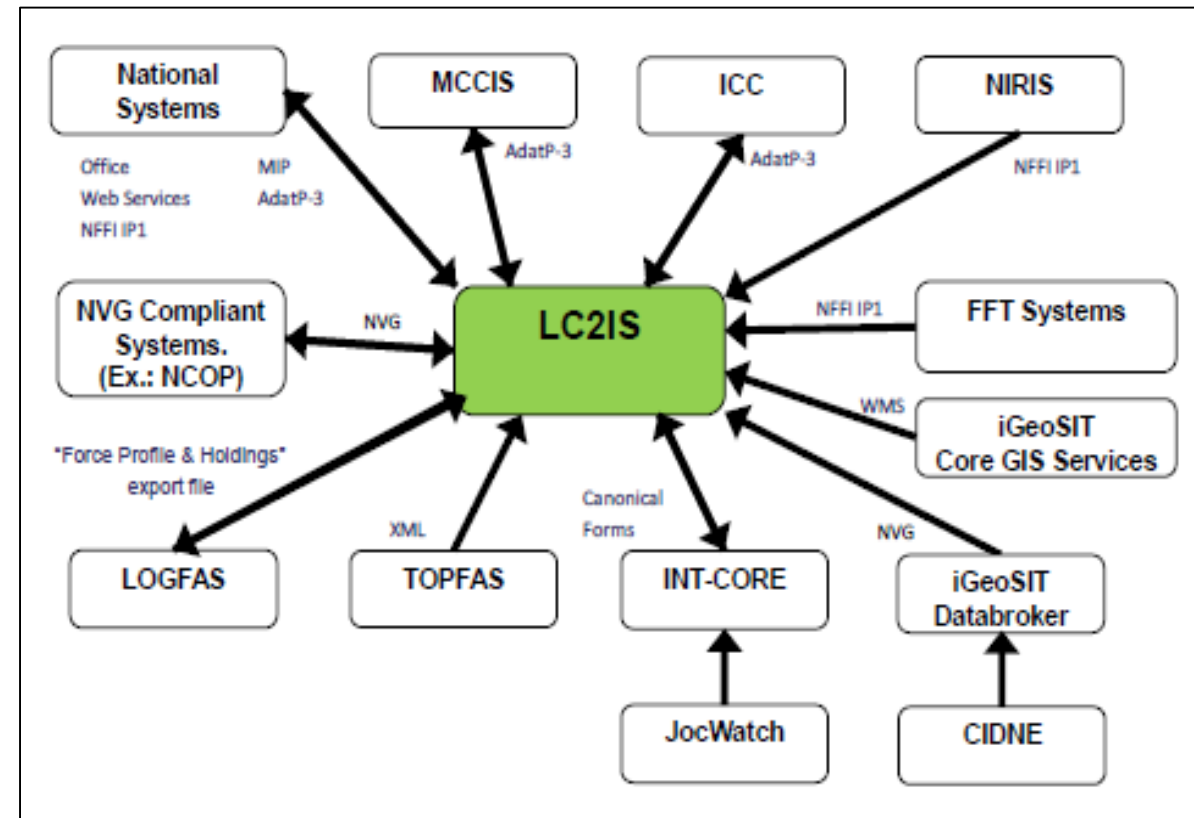 National
Systems
MCCIS
ICC
NIRIS
AdatP-3
AdatP-3
NFFI IP1
Office
MIP
Web Services
AdatP-3
NFFI IP1
NVG Compliant
Systems.
(Ex.: NCOP)
NVG
LC2IS
NFFI IP1
FFT Systems
WMS
iGeoSIT
Core GIS Services
"Force Profile & Holdings"
export file
XML
Canonical
Forms
NVG
LOGFAS
TOPFAS
INT-CORE
iGeoSIT
Databroker
JocWatch
CIDNE